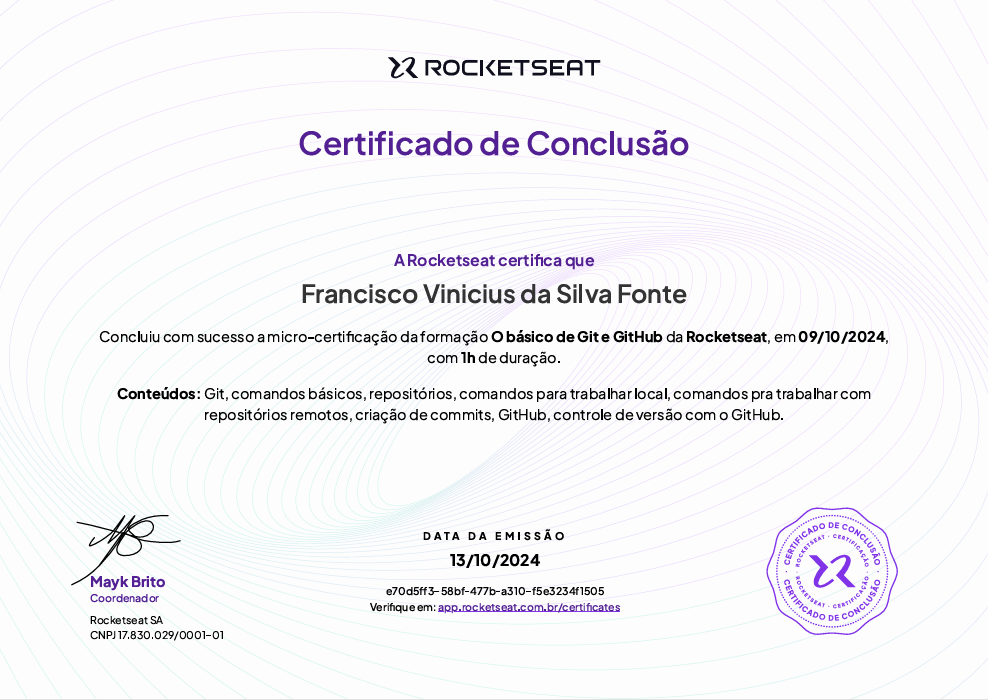 ROCKETSEAT
Certificado de Conclusão
A Rocketseat certifica que
Francisco Vinicius da Silva Fonte
Concluiu com sucesso a micro-certificação da formação O básico de Git e GitHub da Rocketseat, em 09/10/2024,
com 1h de duração.
Conteúdos: Git, comandos básicos, repositórios, comandos para trabalhar local, comandos pra trabalhar com
repositórios remotos, criação de commits, GitHub, controle de versão com o GitHub.
Mayk Brito
Coordenador
Rocketseat SA
CNPJ 17.830.029/0001-01
DATA DA EMISSÃO
13/10/2024
e70d5ff3-58bf-477b-a310-f5e3234f1505
Verifique em: app.rocketseat.com.br/certificates
CERTIFICADO DE CONCLUSÃO
ROCKETSEAT · CERTIFICAÇÃO
ROCKETSEAT · CERTIFICAÇÃO
CERTIFICADO DE CONCLUSÃO